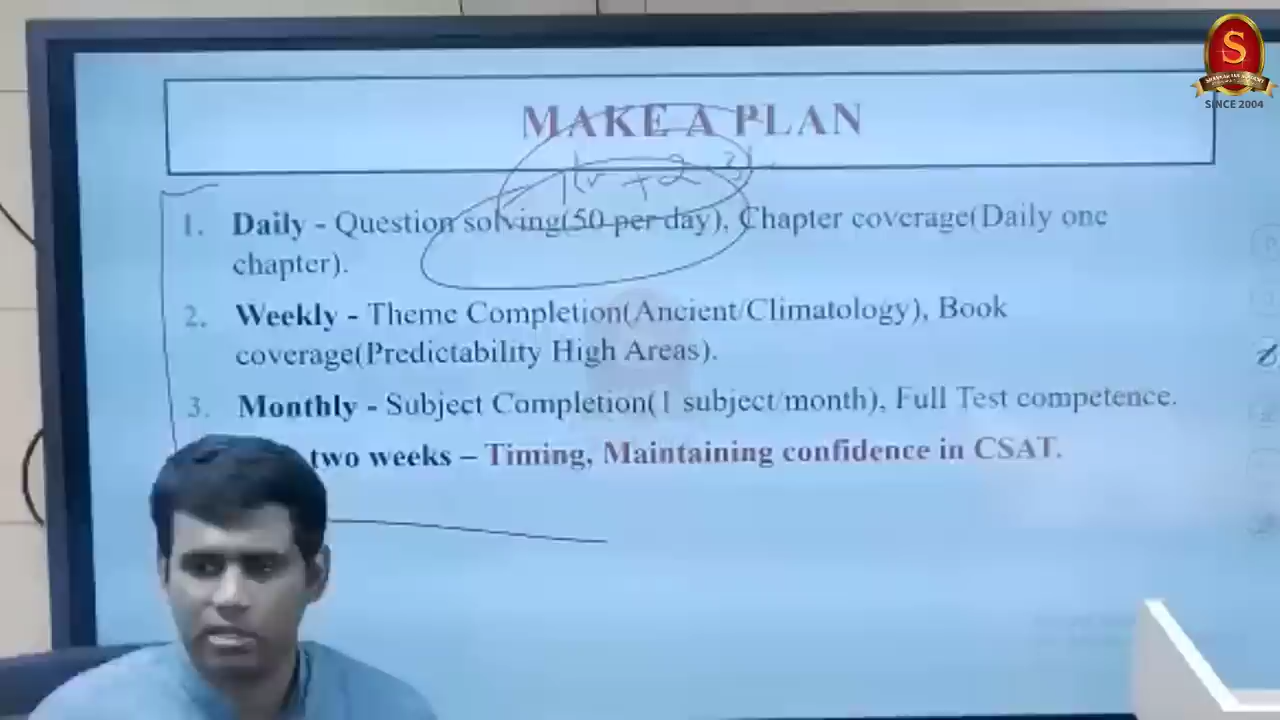 MAKE A PLAN
1. Daily - Question solving(50 per day), Chapter coverage(Daily one
chapter).
2. Weekly - Theme Completion(Ancient/Climatology), Book
coverage(Predictability High Areas).
3. Monthly - Subject Completion(1 subject/month), Full Test competence.
two weeks – Timing, Maintaining confidence in CSAT.
S
SINCE 2004